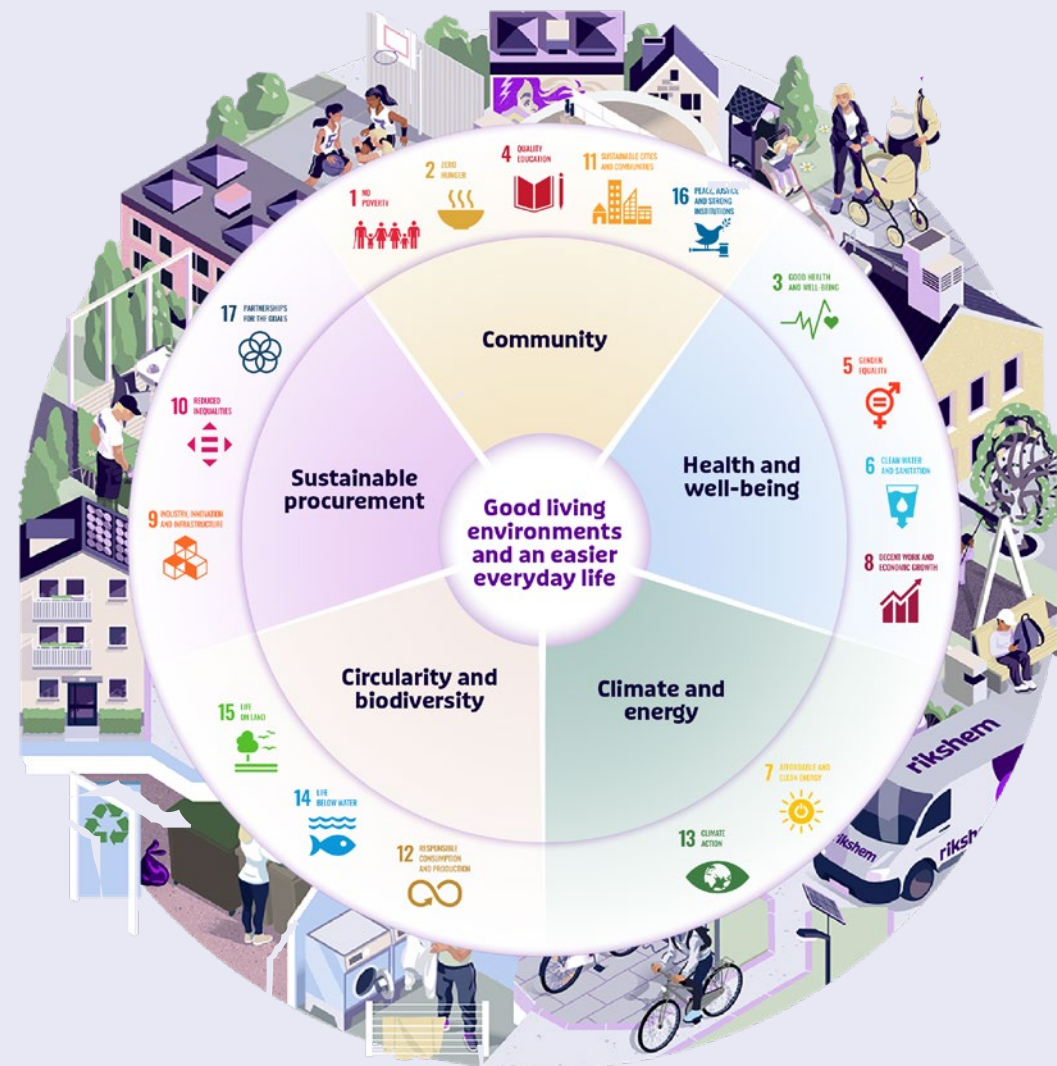 1 NO
POVERTY
2 ZERO
HUNGER
4 QUALITY
EDUCATION
11 SUSTAINABLE CITIES
AND COMMUNITIES
16 PEACE, JUSTICE
AND STRONG
INSTITUTIONS
Community
3 GOOD HEALTH
AND WELL-BEING
5 GENDER
EQUALITY
6 CLEAN WATER
AND SANITATION
8 DECENT WORK AND
ECONOMIC GROWTH
Health and
well-being
7 AFFORDABLE AND
CLEAN ENERGY
13 CLIMATE
ACTION
Climate and
energy
12 RESPONSIBLE
CONSUMPTION
AND PRODUCTION
14 LIFE
BELOW WATER
15 LIFE
ON LAND
Circularity and
biodiversity
9 INDUSTRY, INNOVATION
AND INFRASTRUCTURE
10 REDUCED
INEQUALITIES
17 PARTNERSHIPS
FOR THE GOALS
Sustainable
procurement
Good living
environments
and an easier
everyday life
rikshem
rikshem
riksh